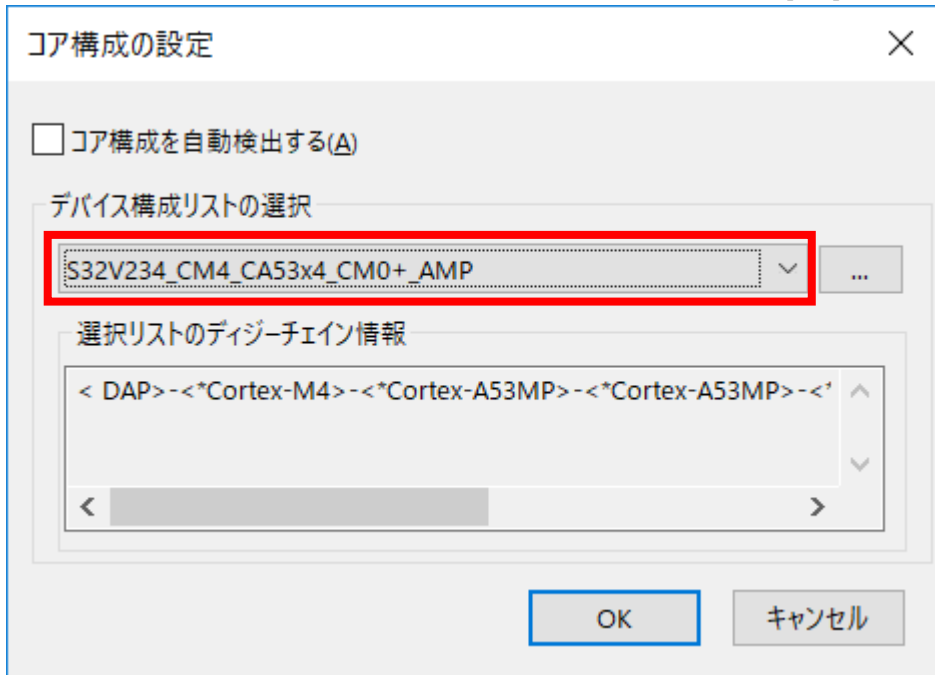 コア構成の設定
コア構成を自動検出する(A)
デバイス構成リストの選択
S32V234_CM4_CA53x4_CM0+_AMP
...
選択リストのディジーチェイン情報
< DAP>-<*Cortex-M4>-<*Cortex-A53MP>-<*Cortex-A53MP>-<*
OK
キャンセル